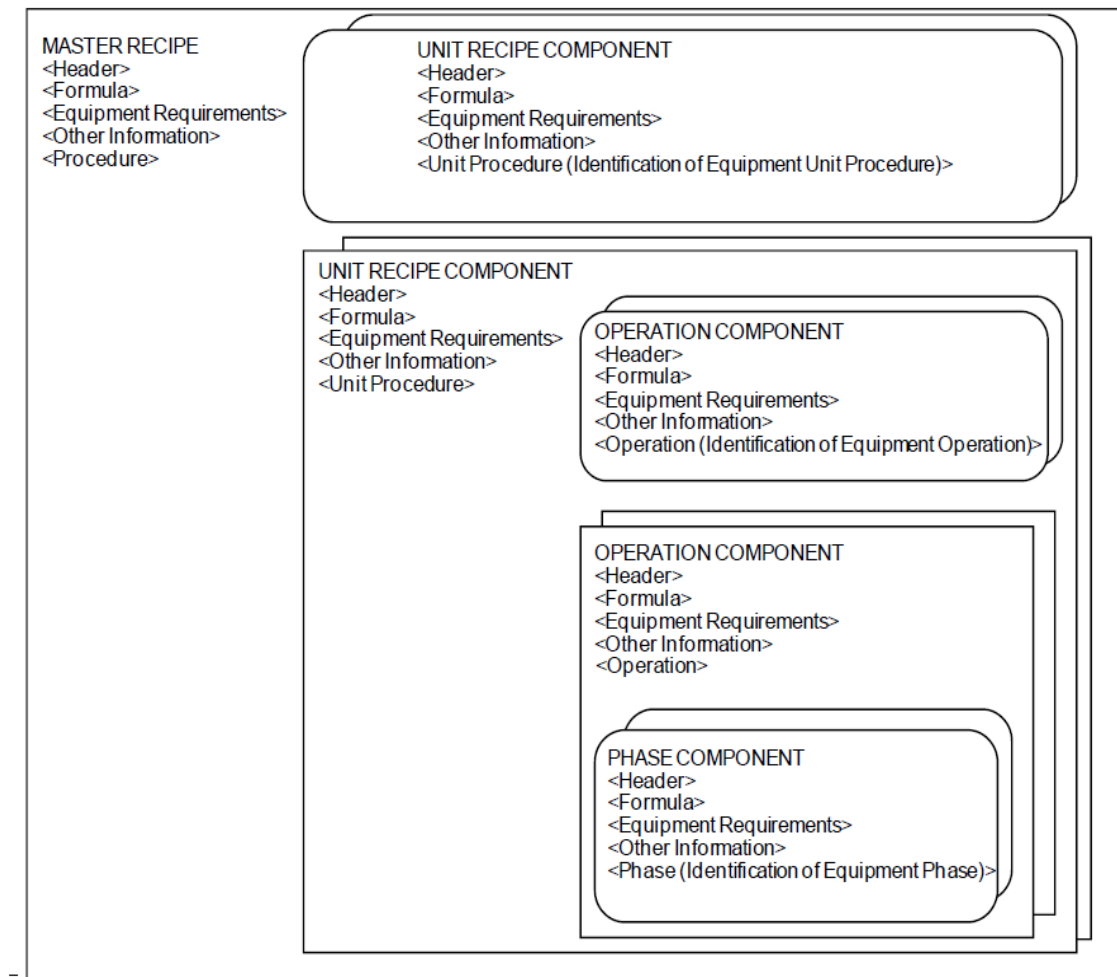 MASTER RECIPE
<Header>
<Formula>
<Equipment Requirements>
<Other Information>
<Procedure>
UNIT RECIPE COMPONENT
<Header>
<Formula>
<Equipment Requirements>
<Other Information>
<Unit Procedure (Identification of Equipment Unit Procedure)>
UNIT RECIPE COMPONENT
<Header>
<Formula>
<Equipment Requirements>
<Other Information>
<Unit Procedure>
OPERATION COMPONENT
<Header>
<Formula>
<Equipment Requirements>
<Other Information>
<Operation (Identification of Equipment Operation)>
OPERATION COMPONENT
<Header>
<Formula>
<Equipment Requirements>
<Other Information>
<Operation>
PHASE COMPONENT
<Header>
<Formula>
<Equipment Requirements>
<Other Information>
<Phase (Identification of Equipment Phase)>